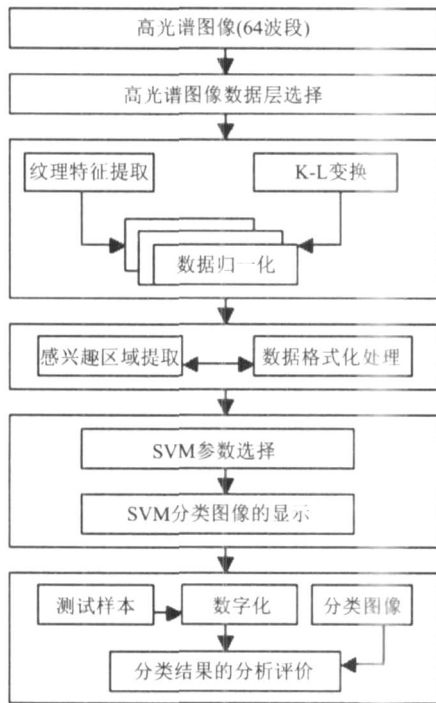 高光谱图像(64波段)
高光谱图像数据层选择
纹理特征提取
K-L变换
数据归一化
感兴趣区域提取
数据格式化处理
SVM参数选择
SVM分类图像的显示
测试样本
数字化
分类图像
分类结果的分析评价